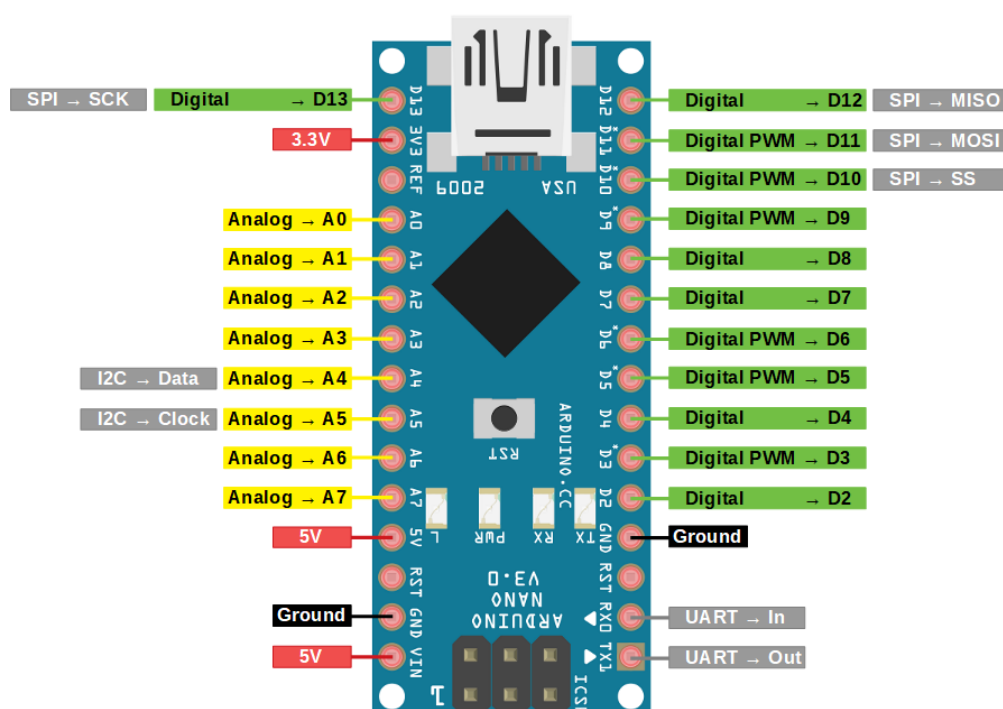 SPI → SCK
Digital → D13
3.3V
Analog → A0
Analog → A1
Analog → A2
Analog → A3
I2C → Data
Analog → A4
I2C → Clock
Analog → A5
Analog → A6
Analog → A7
5V
Ground
5V
D13
3V3
REF
A0
A1
A2
A3
A4
A5
A6
A7
5V
RST
GND
VIN
2009
USA
RST
ARDUINO.CC
L
PWR
RX
TX
ARDUINO
NANO
V3.0
1
D12
D11*
D10*
D9*
D8
D7
D6*
D5*
D4
D3*
D2
GND
RST
RX0
TX1
Digital → D12
SPI → MISO
Digital PWM → D11
SPI → MOSI
Digital PWM → D10
SPI → SS
Digital PWM → D9
Digital → D8
Digital → D7
Digital PWM → D6
Digital PWM → D5
Digital → D4
Digital PWM → D3
Digital → D2
Ground
UART → In
UART → Out